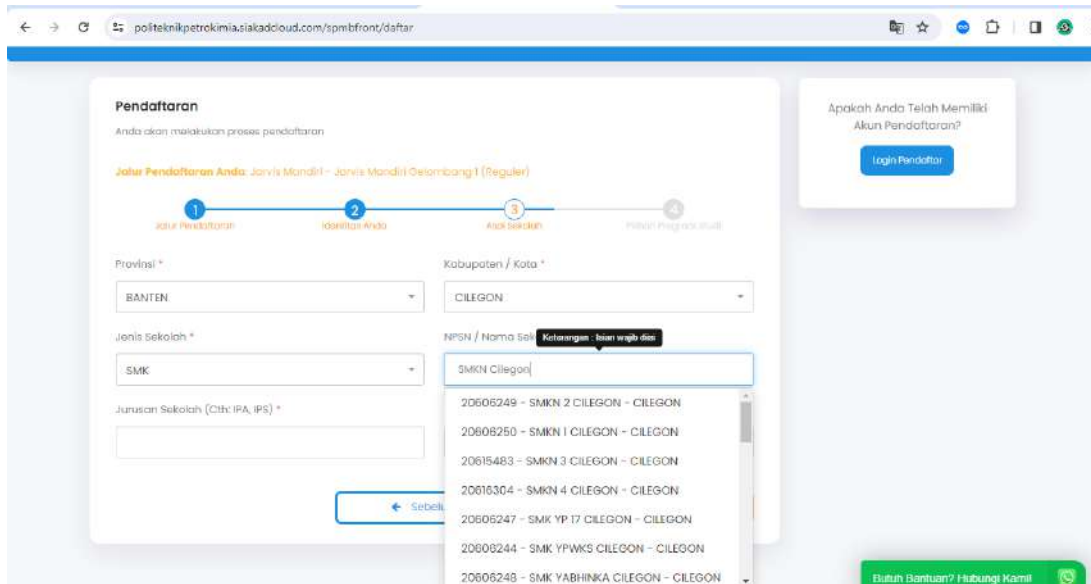 politeknikpetrokimia.siakadcloud.com/spmbfront/daftar
Pendaftaran
Anda akan melakukan proses pendaftaran
Apakah Anda Telah Memiliki
Akun Pendaftaran?
Login Pendaftar
Jalur Pendaftaran Anda: Jarvis Mandiri - Jarvis Mandiri Gelombang 1 (Reguler)
1
2
3
4
Jalur Pendaftaran
Identitas Anda
Asal Sekolah
Pilihan Program Studi
Provinsi *
Kabupaten / Kota *
BANTEN
CILEGON
Jenis Sekolah *
NPSN / Nama Sek
Keterangan : Isian wajib diisi
SMK
SMKN Cilegon
20606249 - SMKN 2 CILEGON - CILEGON
Jurusan Sekolah (Cth: IPA, IPS) *
20606250 - SMKN 1 CILEGON - CILEGON
20615483 - SMKN 3 CILEGON - CILEGON
20616304 - SMKN 4 CILEGON - CILEGON
Sebelu
20606247 - SMK YP 17 CILEGON - CILEGON
20606244 - SMK YPWKS CILEGON - CILEGON
20606248 - SMK YABHINKA CILEGON - CILEGON
Butuh Bantuan? Hubungi Kami!